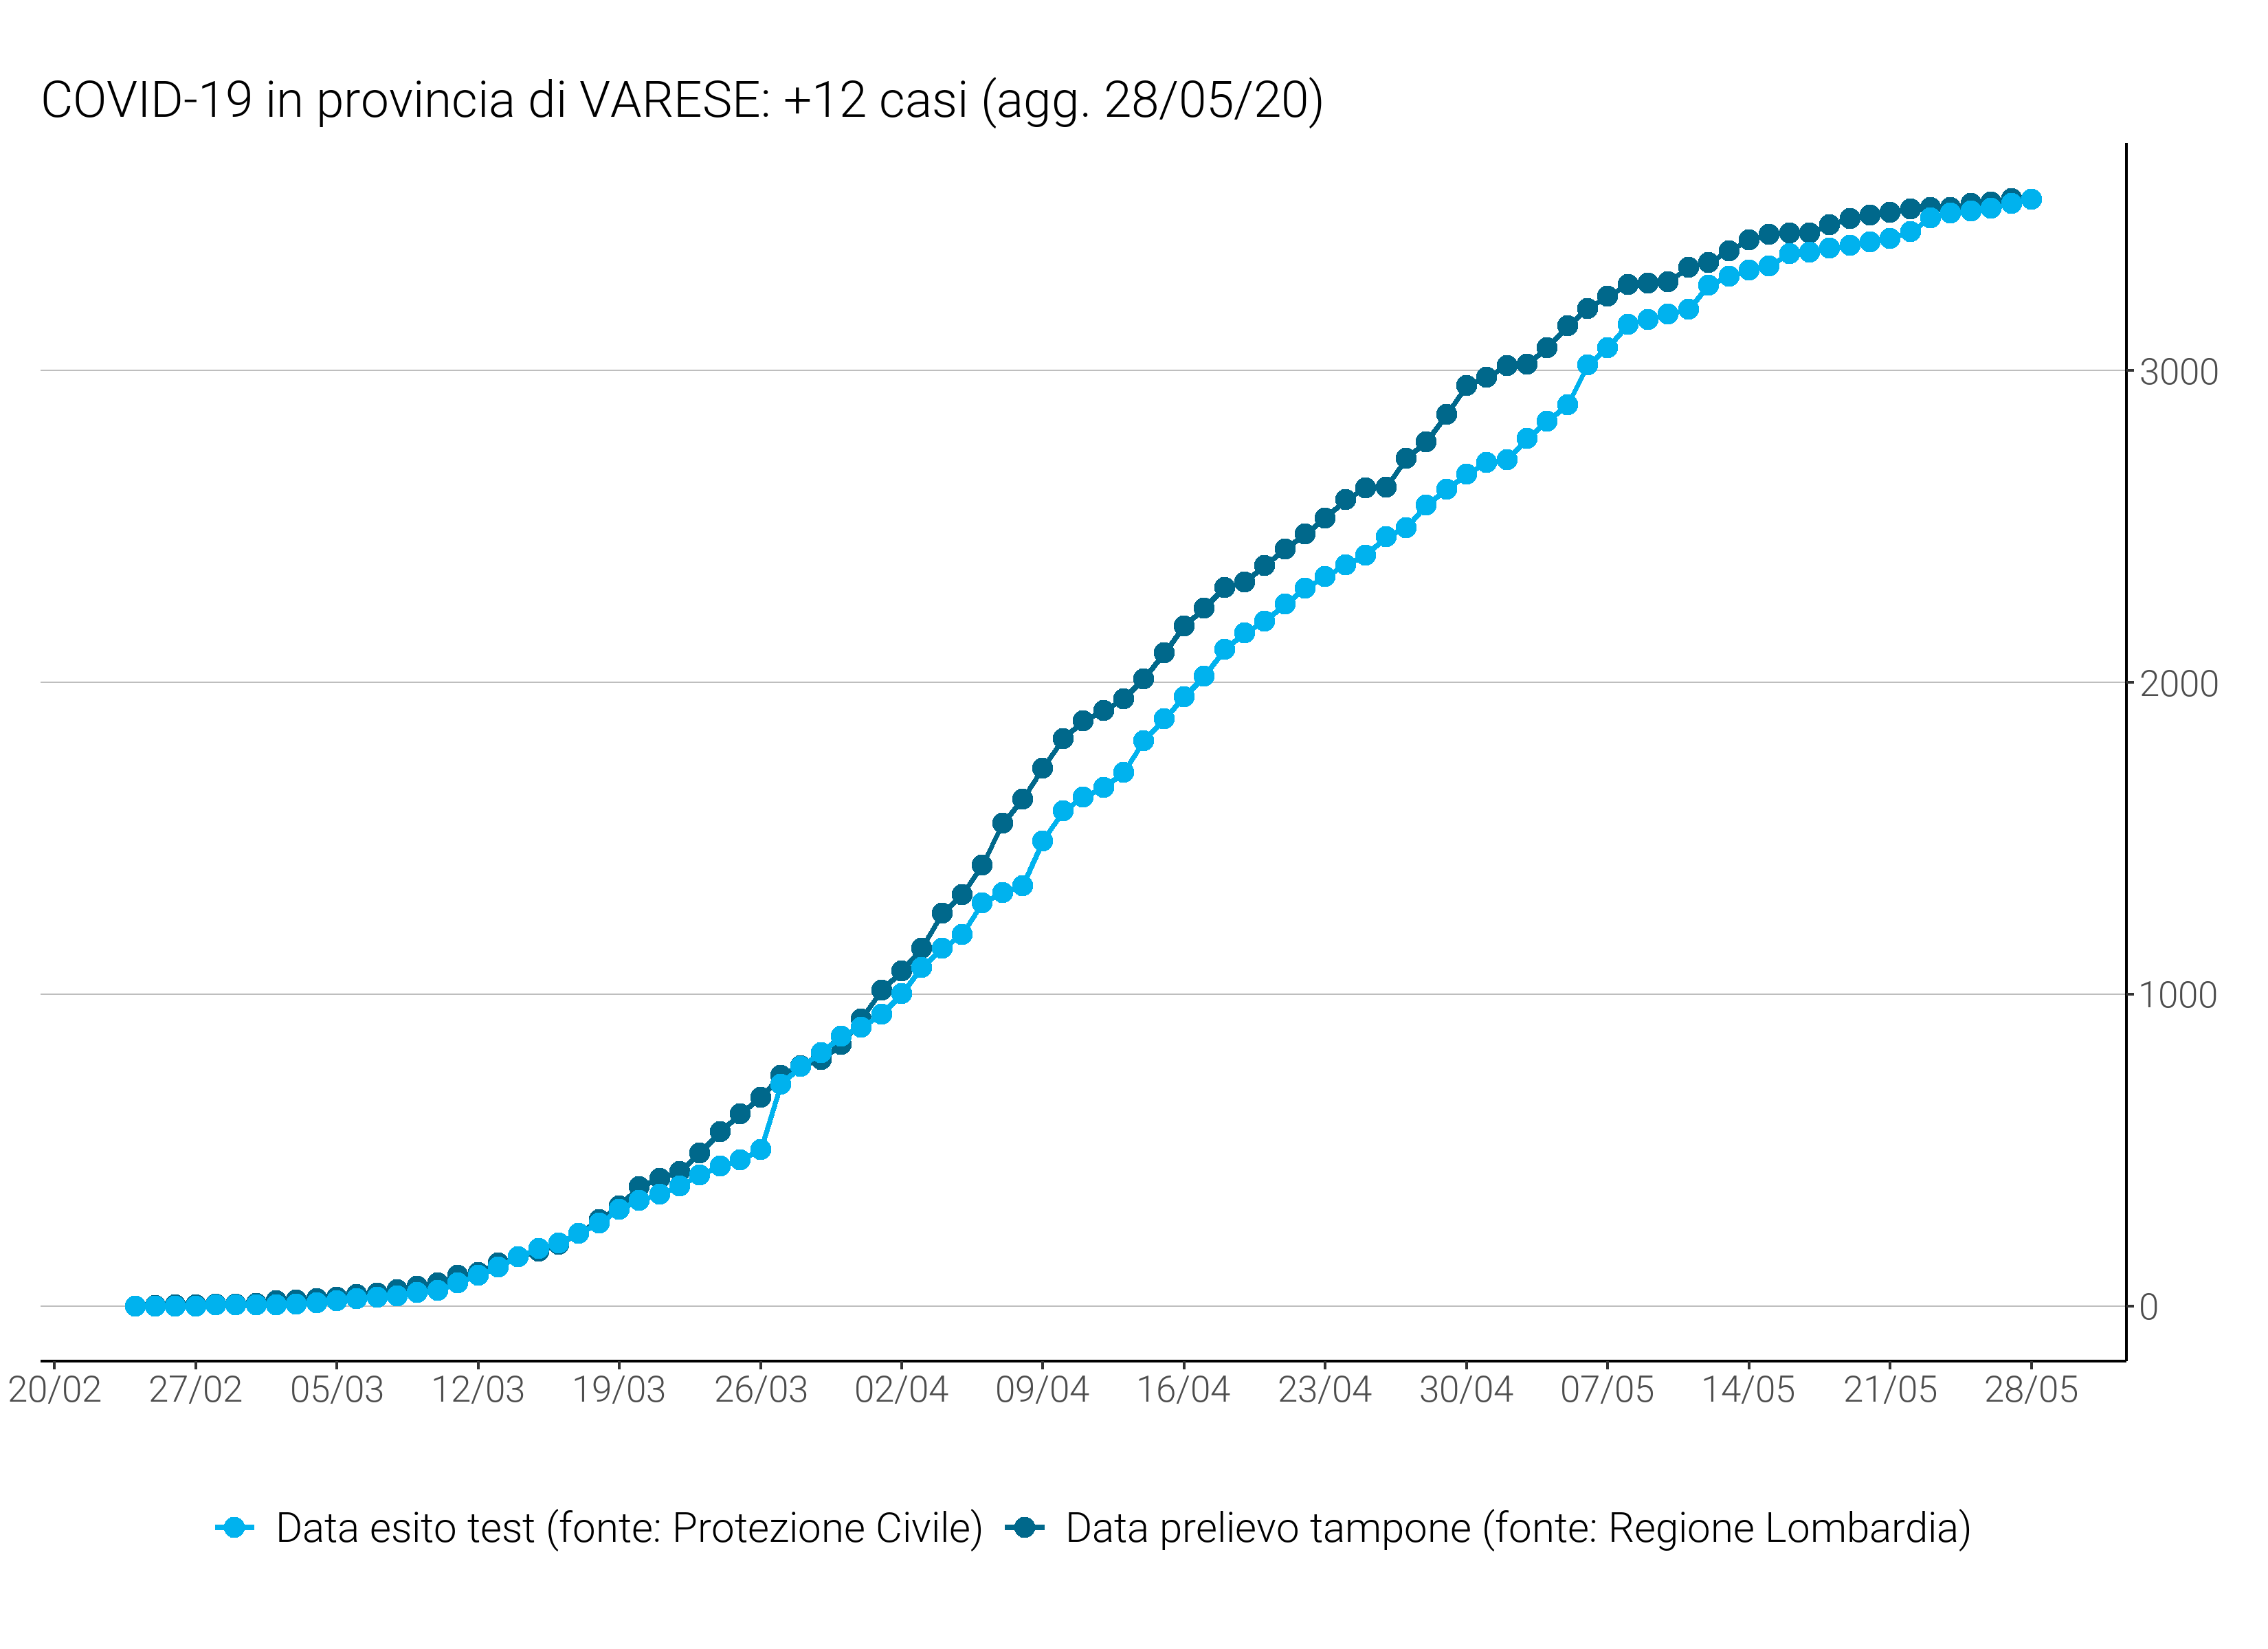 COVID-19 in provincia di VARESE: +12 casi (agg. 28/05/20)
3000
2000
1000
0
20/02 27/02 05/03 12/03 19/03 26/03 02/04 09/04 16/04 23/04 30/04 07/05 14/05 21/05 28/05
Data esito test (fonte: Protezione Civile) Data prelievo tampone (fonte: Regione Lombardia)